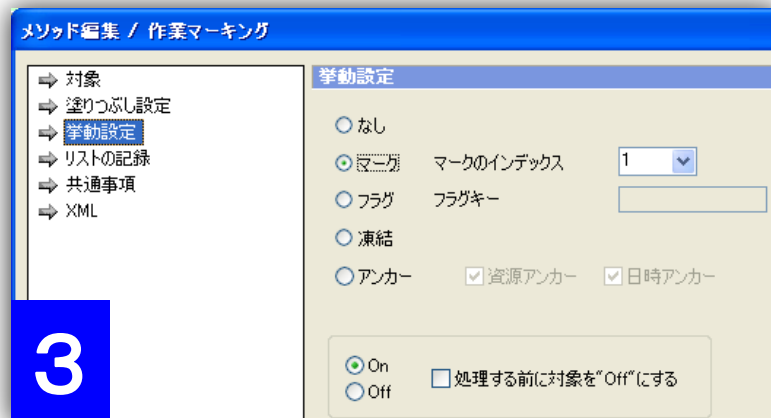 メソッド編集 / 作業マーキング
対象
塗りつぶし設定
挙動設定
リストの記録
共通事項
XML
3
挙動設定
なし
マーク マークのインデックス 1
フラグ フラグキー
凍結
アンカー 資源アンカー 日時アンカー
On
Off
処理する前に対象を"Off"にする